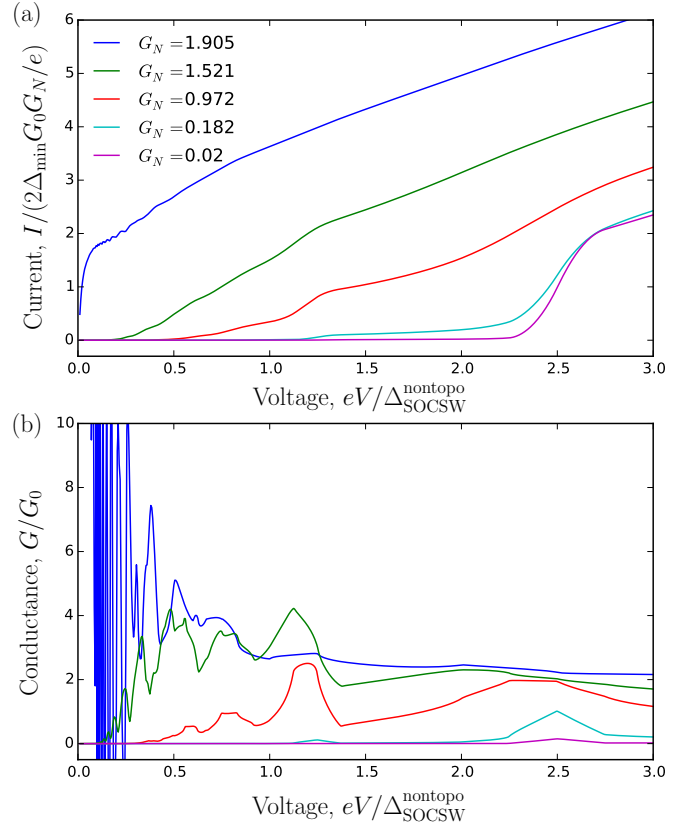 (a)
6
5
4
3
2
1
0
Current, I/(2Δ_min G_0 G_N/e)
G_N =1.905
G_N =1.521
G_N =0.972
G_N =0.182
G_N =0.02
0.0 0.5 1.0 1.5 2.0 2.5 3.0
Voltage, eV/Δ^nontopo_SOCSW
(b)
10
8
6
4
2
0
Conductance, G/G_0
0.0 0.5 1.0 1.5 2.0 2.5 3.0
Voltage, eV/Δ^nontopo_SOCSW